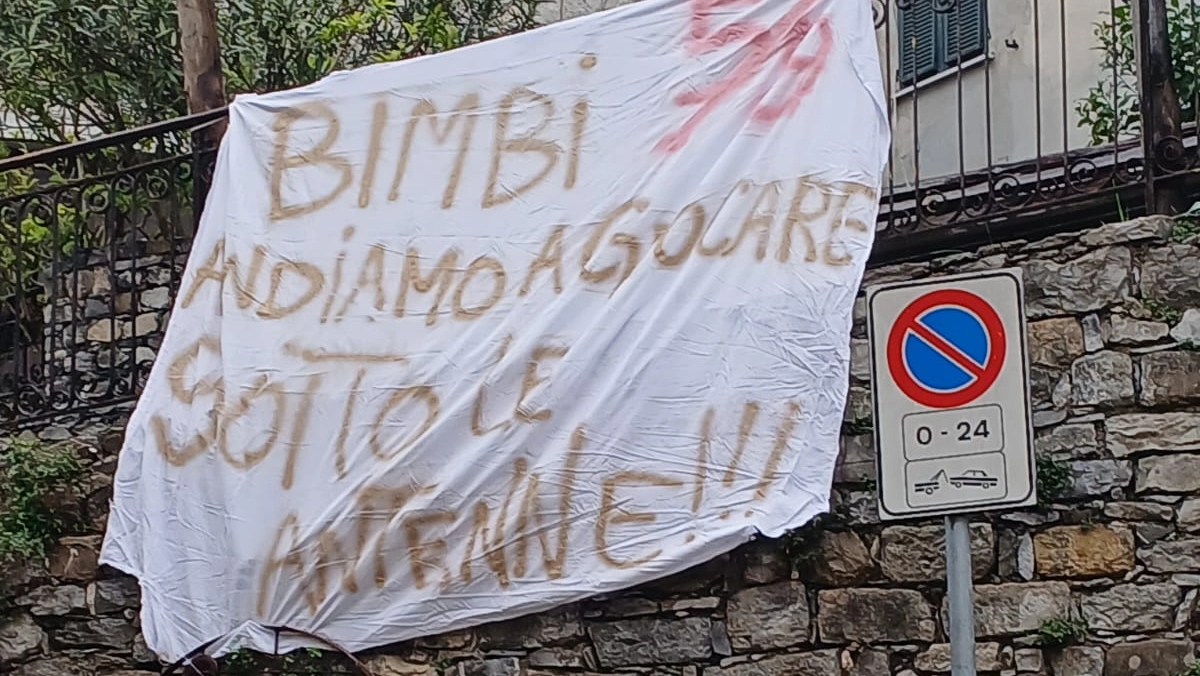 BIMBi
ANDiAMO A GIOCARE
SOTTO LE
ANTENNE!!!
0 - 24